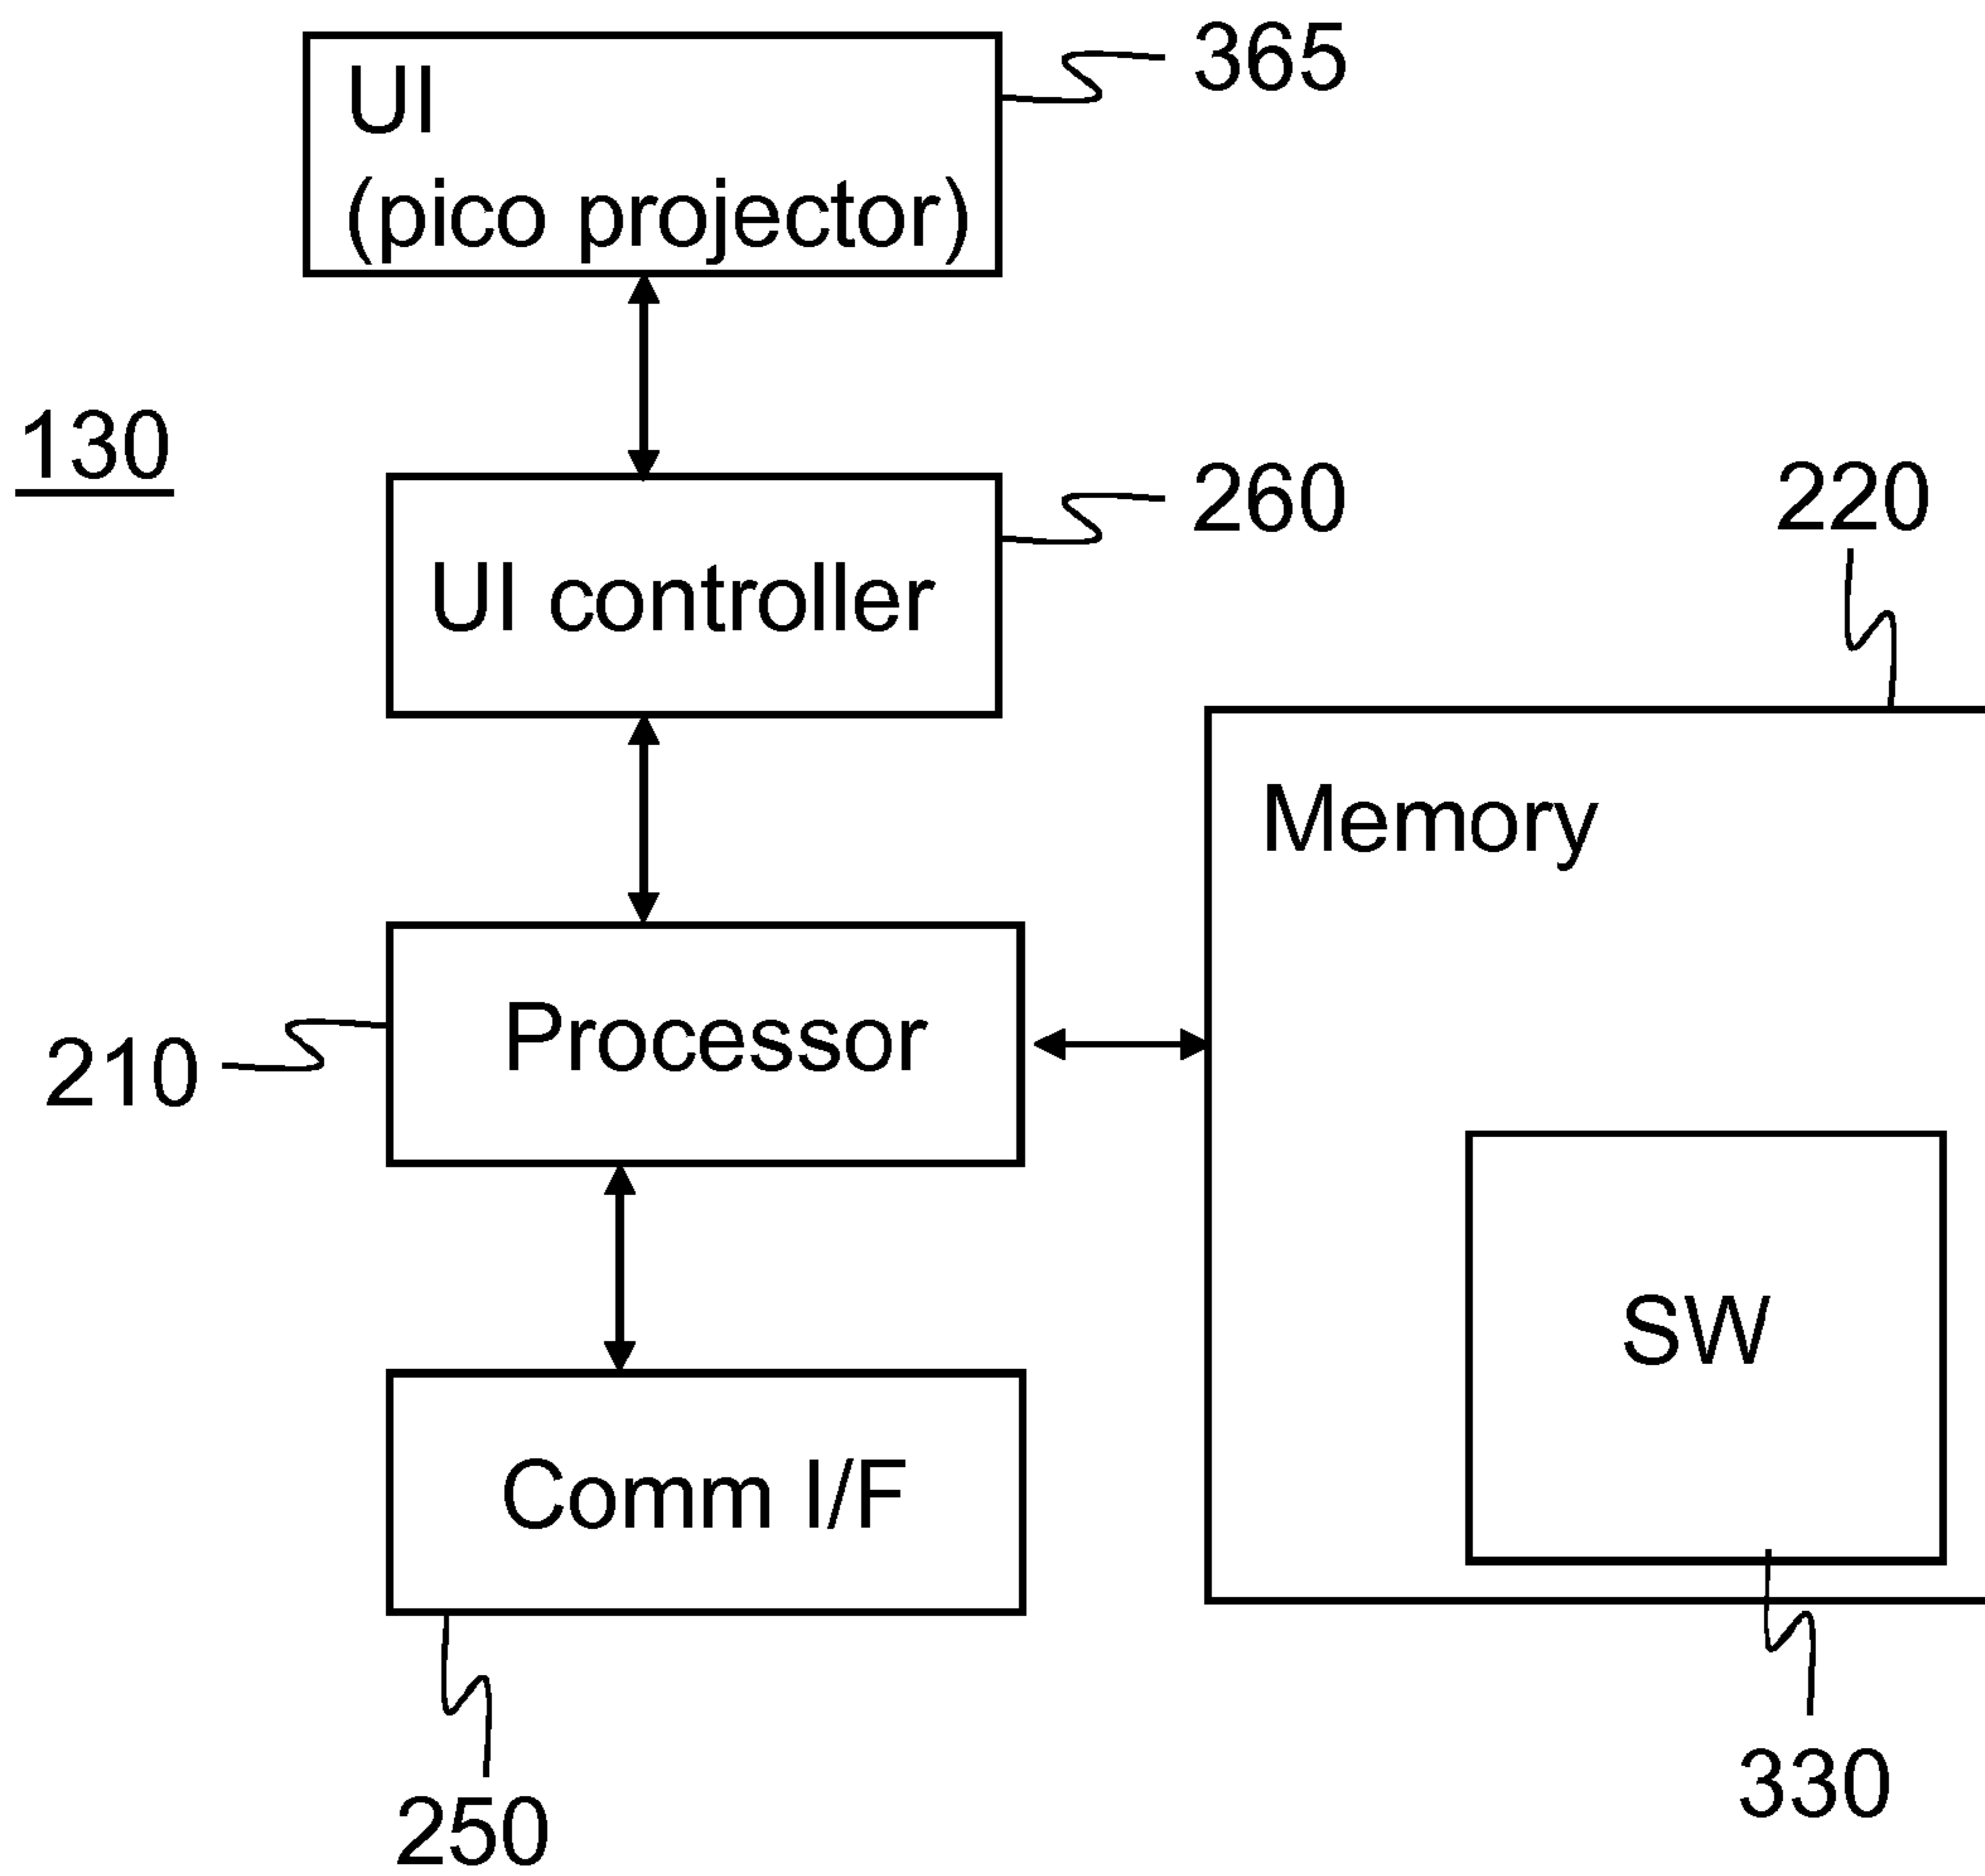 UI
(pico projector)
365
130
UI controller
260
220
Memory
Processor
210
SW
Comm I/F
250
330